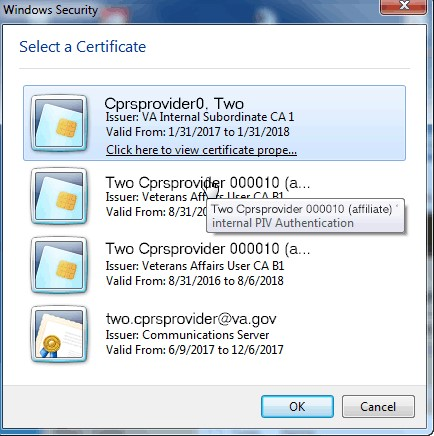 Windows Security
Select a Certificate
Cprsprovider0, Two
Issuer: VA Internal Subordinate CA 1
Valid From: 1/31/2017 to 1/31/2018
Click here to view certificate prope...
Two Cprsprovider 000010 (a...
Issuer: Veterans Affairs User CA B1
Valid From: 8/31/20
Two Cprsprovider 000010 (affiliate)
internal PIV Authentication
Two Cprsprovider 000010 (a...
Issuer: Veterans Affairs User CA B1
Valid From: 8/31/2016 to 8/6/2018
two.cprsprovider@va.gov
Issuer: Communications Server
Valid From: 6/9/2017 to 12/6/2017
OK
Cancel